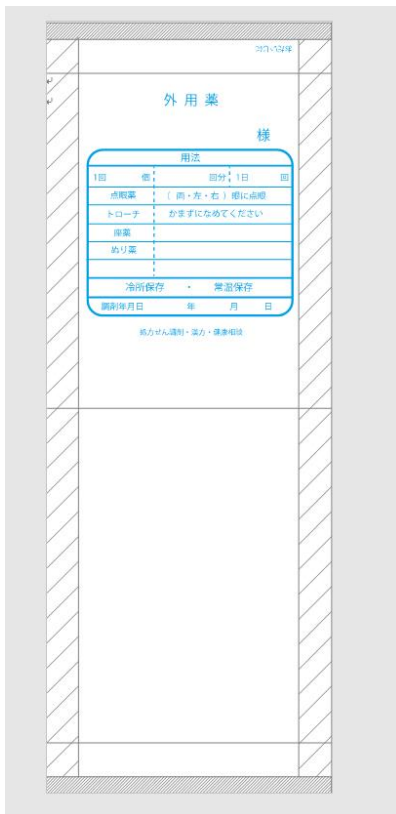 外用薬
様
用法
1回 個 回分 1日 回
点眼薬 ( 両・左・右 ) 眼に点眼
トローチ かまずになめてください
座薬
ぬり薬
冷所保存 ・ 常温保存
調剤年月日 年 月 日
処方せん調剤・漢方・健康相談